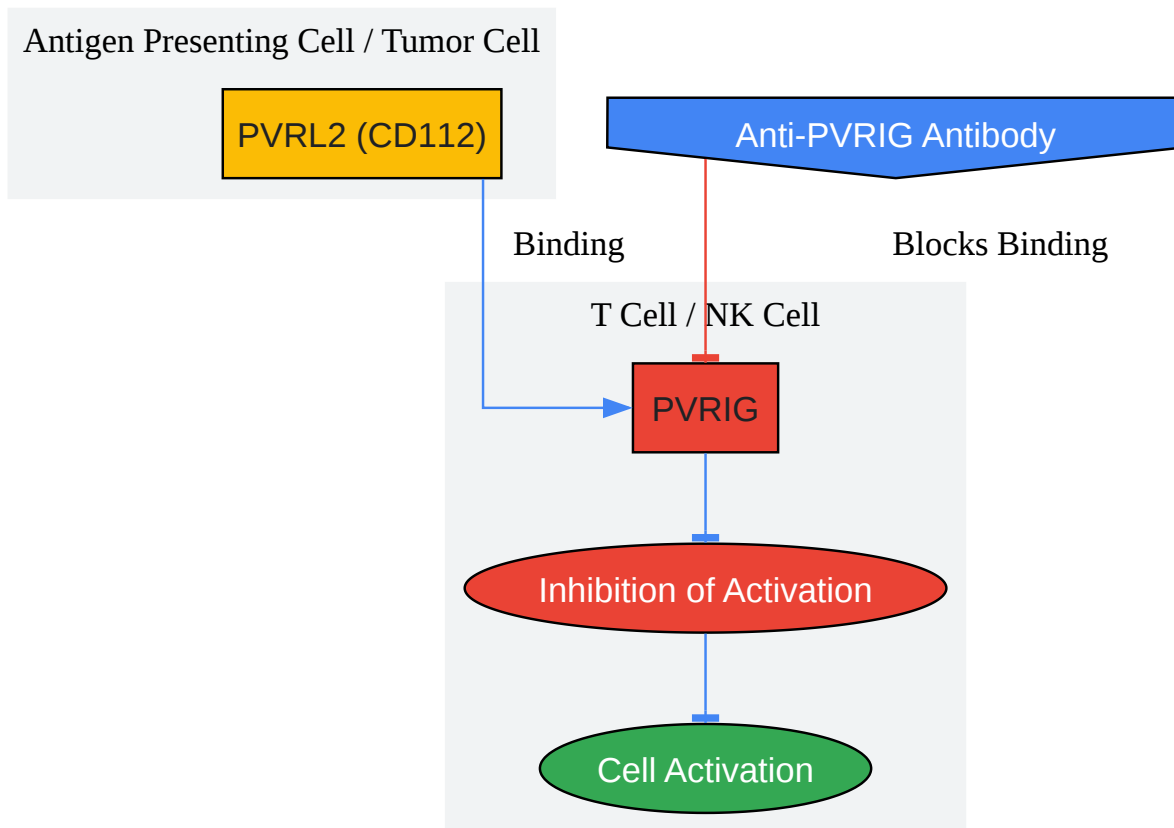 Antigen Presenting Cell / Tumor Cell
PVRL2 (CD112)
Anti-PVRIG Antibody
Binding
Blocks Binding
T Cell / NK Cell
PVRIG
Inhibition of Activation
Cell Activation